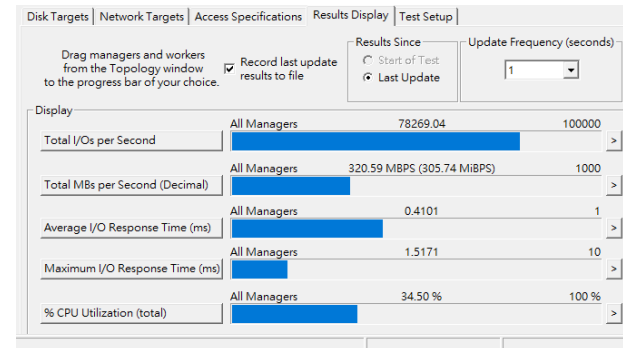 Disk Targets Network Targets Access Specifications Results Display Test Setup
Drag managers and workers
from the Topology window
to the progress bar of your choice.
Record last update
results to file
Results Since
Start of Test
Last Update
Update Frequency (seconds)
1
Display
All Managers 78269.04 100000
Total I/Os per Second >
All Managers 320.59 MBPS (305.74 MiBPS) 1000
Total MBs per Second (Decimal) >
All Managers 0.4101 1
Average I/O Response Time (ms) >
All Managers 1.5171 10
Maximum I/O Response Time (ms) >
All Managers 34.50 % 100 %
% CPU Utilization (total) >